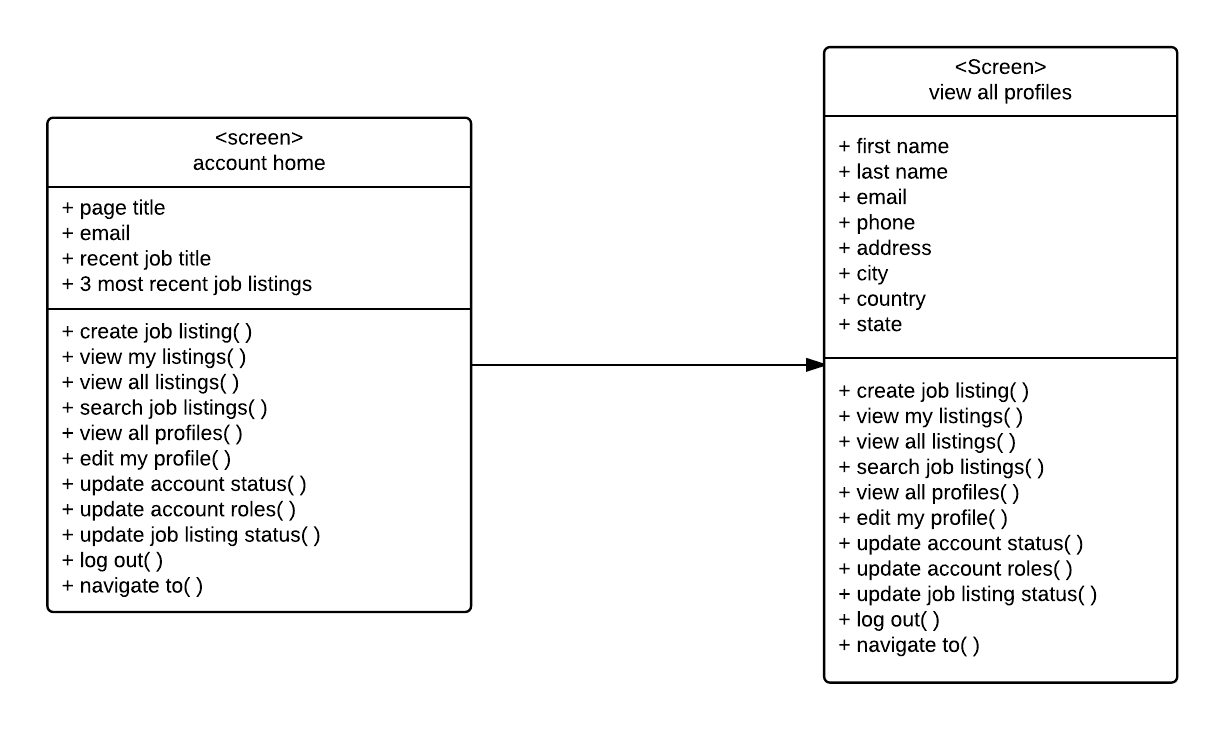 <screen>
account home
+ page title
+ email
+ recent job title
+ 3 most recent job listings
+ create job listing( )
+ view my listings( )
+ view all listings( )
+ search job listings( )
+ view all profiles( )
+ edit my profile( )
+ update account status( )
+ update account roles( )
+ update job listing status( )
+ log out( )
+ navigate to( )
<Screen>
view all profiles
+ first name
+ last name
+ email
+ phone
+ address
+ city
+ country
+ state
+ create job listing( )
+ view my listings( )
+ view all listings( )
+ search job listings( )
+ view all profiles( )
+ edit my profile( )
+ update account status( )
+ update account roles( )
+ update job listing status( )
+ log out( )
+ navigate to( )